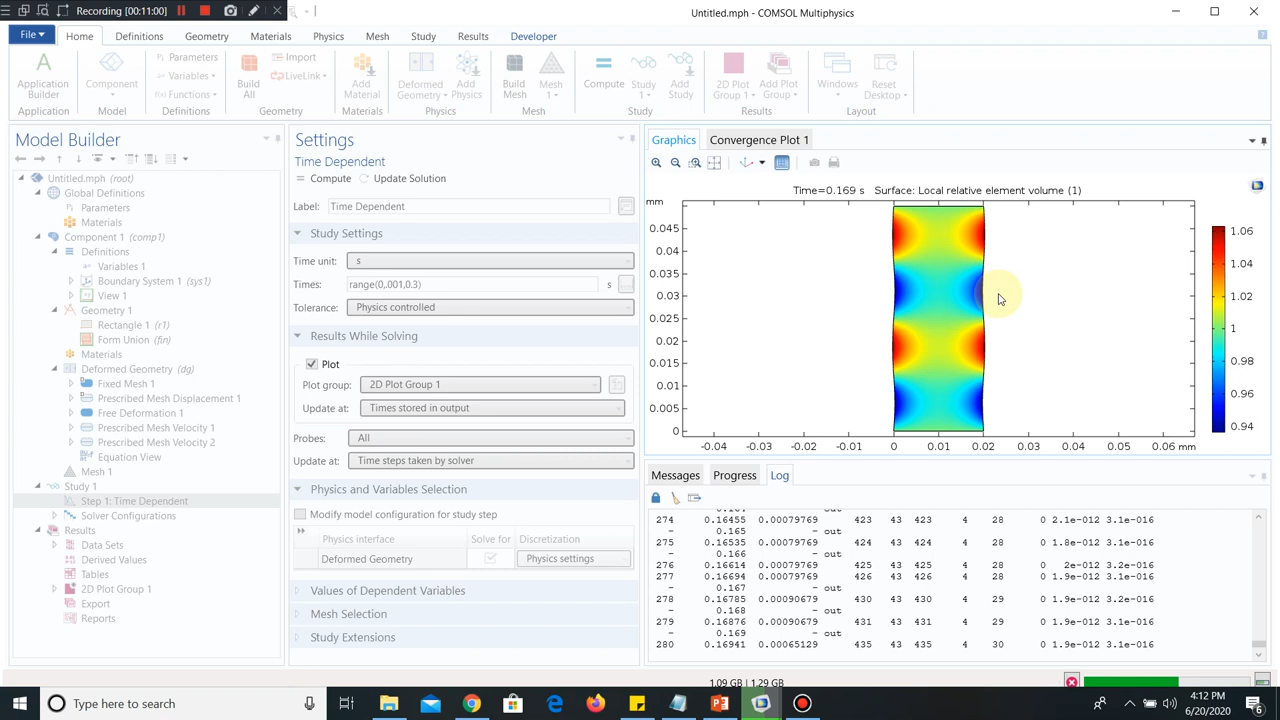 Recording [00:11:00]
Untitled.mph - COMSOL Multiphysics
File Home Definitions Geometry Materials Physics Mesh Study Results Developer
Application Builder
Component 1
Parameters
Variables
f(x) Functions
Build All
Import
LiveLink
Add Material
Deformed Geometry
Add Physics
Build Mesh
Mesh 1
Compute
Study 1
Add Study
2D Plot Group 1
Add Plot Group
Windows
Reset Desktop
Application Model Definitions Geometry Materials Physics Mesh Study Results Layout
Model Builder
Untitled.mph (root)
Global Definitions
Parameters
Materials
Component 1 (comp1)
Definitions
Variables 1
Boundary System 1 (sys1)
View 1
Geometry 1
Rectangle 1 (r1)
Form Union (fin)
Materials
Deformed Geometry (dg)
Fixed Mesh 1
Prescribed Mesh Displacement 1
Free Deformation 1
Prescribed Mesh Velocity 1
Prescribed Mesh Velocity 2
Equation View
Mesh 1
Study 1
Step 1: Time Dependent
Solver Configurations
Results
Data Sets
Derived Values
Tables
2D Plot Group 1
Export
Reports
Settings
Time Dependent
= Compute Update Solution
Label: Time Dependent
Study Settings
Time unit: s
Times: range(0,.001,0.3) s
Tolerance: Physics controlled
Results While Solving
Plot
Plot group: 2D Plot Group 1
Update at: Times stored in output
Probes: All
Update at: Time steps taken by solver
Physics and Variables Selection
Modify model configuration for study step
Physics interface Solve for Discretization
Deformed Geometry Physics settings
Values of Dependent Variables
Mesh Selection
Study Extensions
Graphics Convergence Plot 1
Time=0.169 s Surface: Local relative element volume (1)
mm
0.045
0.04
0.035
0.03
0.025
0.02
0.015
0.01
0.005
0
-0.04 -0.03 -0.02 -0.01 0 0.01 0.02 0.03 0.04 0.05 0.06 mm
1.06
1.04
1.02
1
0.98
0.96
0.94
Messages Progress Log
274 0.16455 0.00079769 423 43 423 4 28 0 2.1e-012 3.1e-016
- 0.165 - out
275 0.16535 0.00079769 424 43 424 4 28 0 1.8e-012 3.1e-016
- 0.166 - out
276 0.16614 0.00079769 425 43 425 4 28 0 2e-012 3.2e-016
277 0.16694 0.00079769 426 43 426 4 28 0 1.9e-012 3.1e-016
- 0.167 - out
278 0.16785 0.00090679 430 43 430 4 29 0 1.9e-012 3.1e-016
- 0.168 - out
279 0.16876 0.00090679 431 43 431 4 29 0 1.9e-012 3.1e-016
- 0.169 - out
280 0.16941 0.00065129 435 43 435 4 29 0 1.9e-012 3.1e-016
1.09 GB | 1.29 GB
Type here to search
4:12 PM
6/20/2020
6